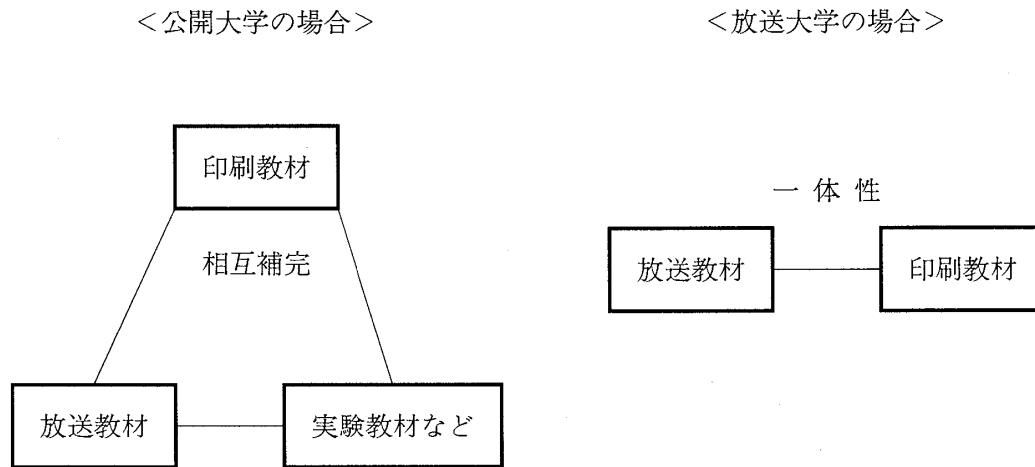 <公開大学の場合>
印刷教材
相互補完
放送教材
実験教材など
<放送大学の場合>
一体性
放送教材
印刷教材